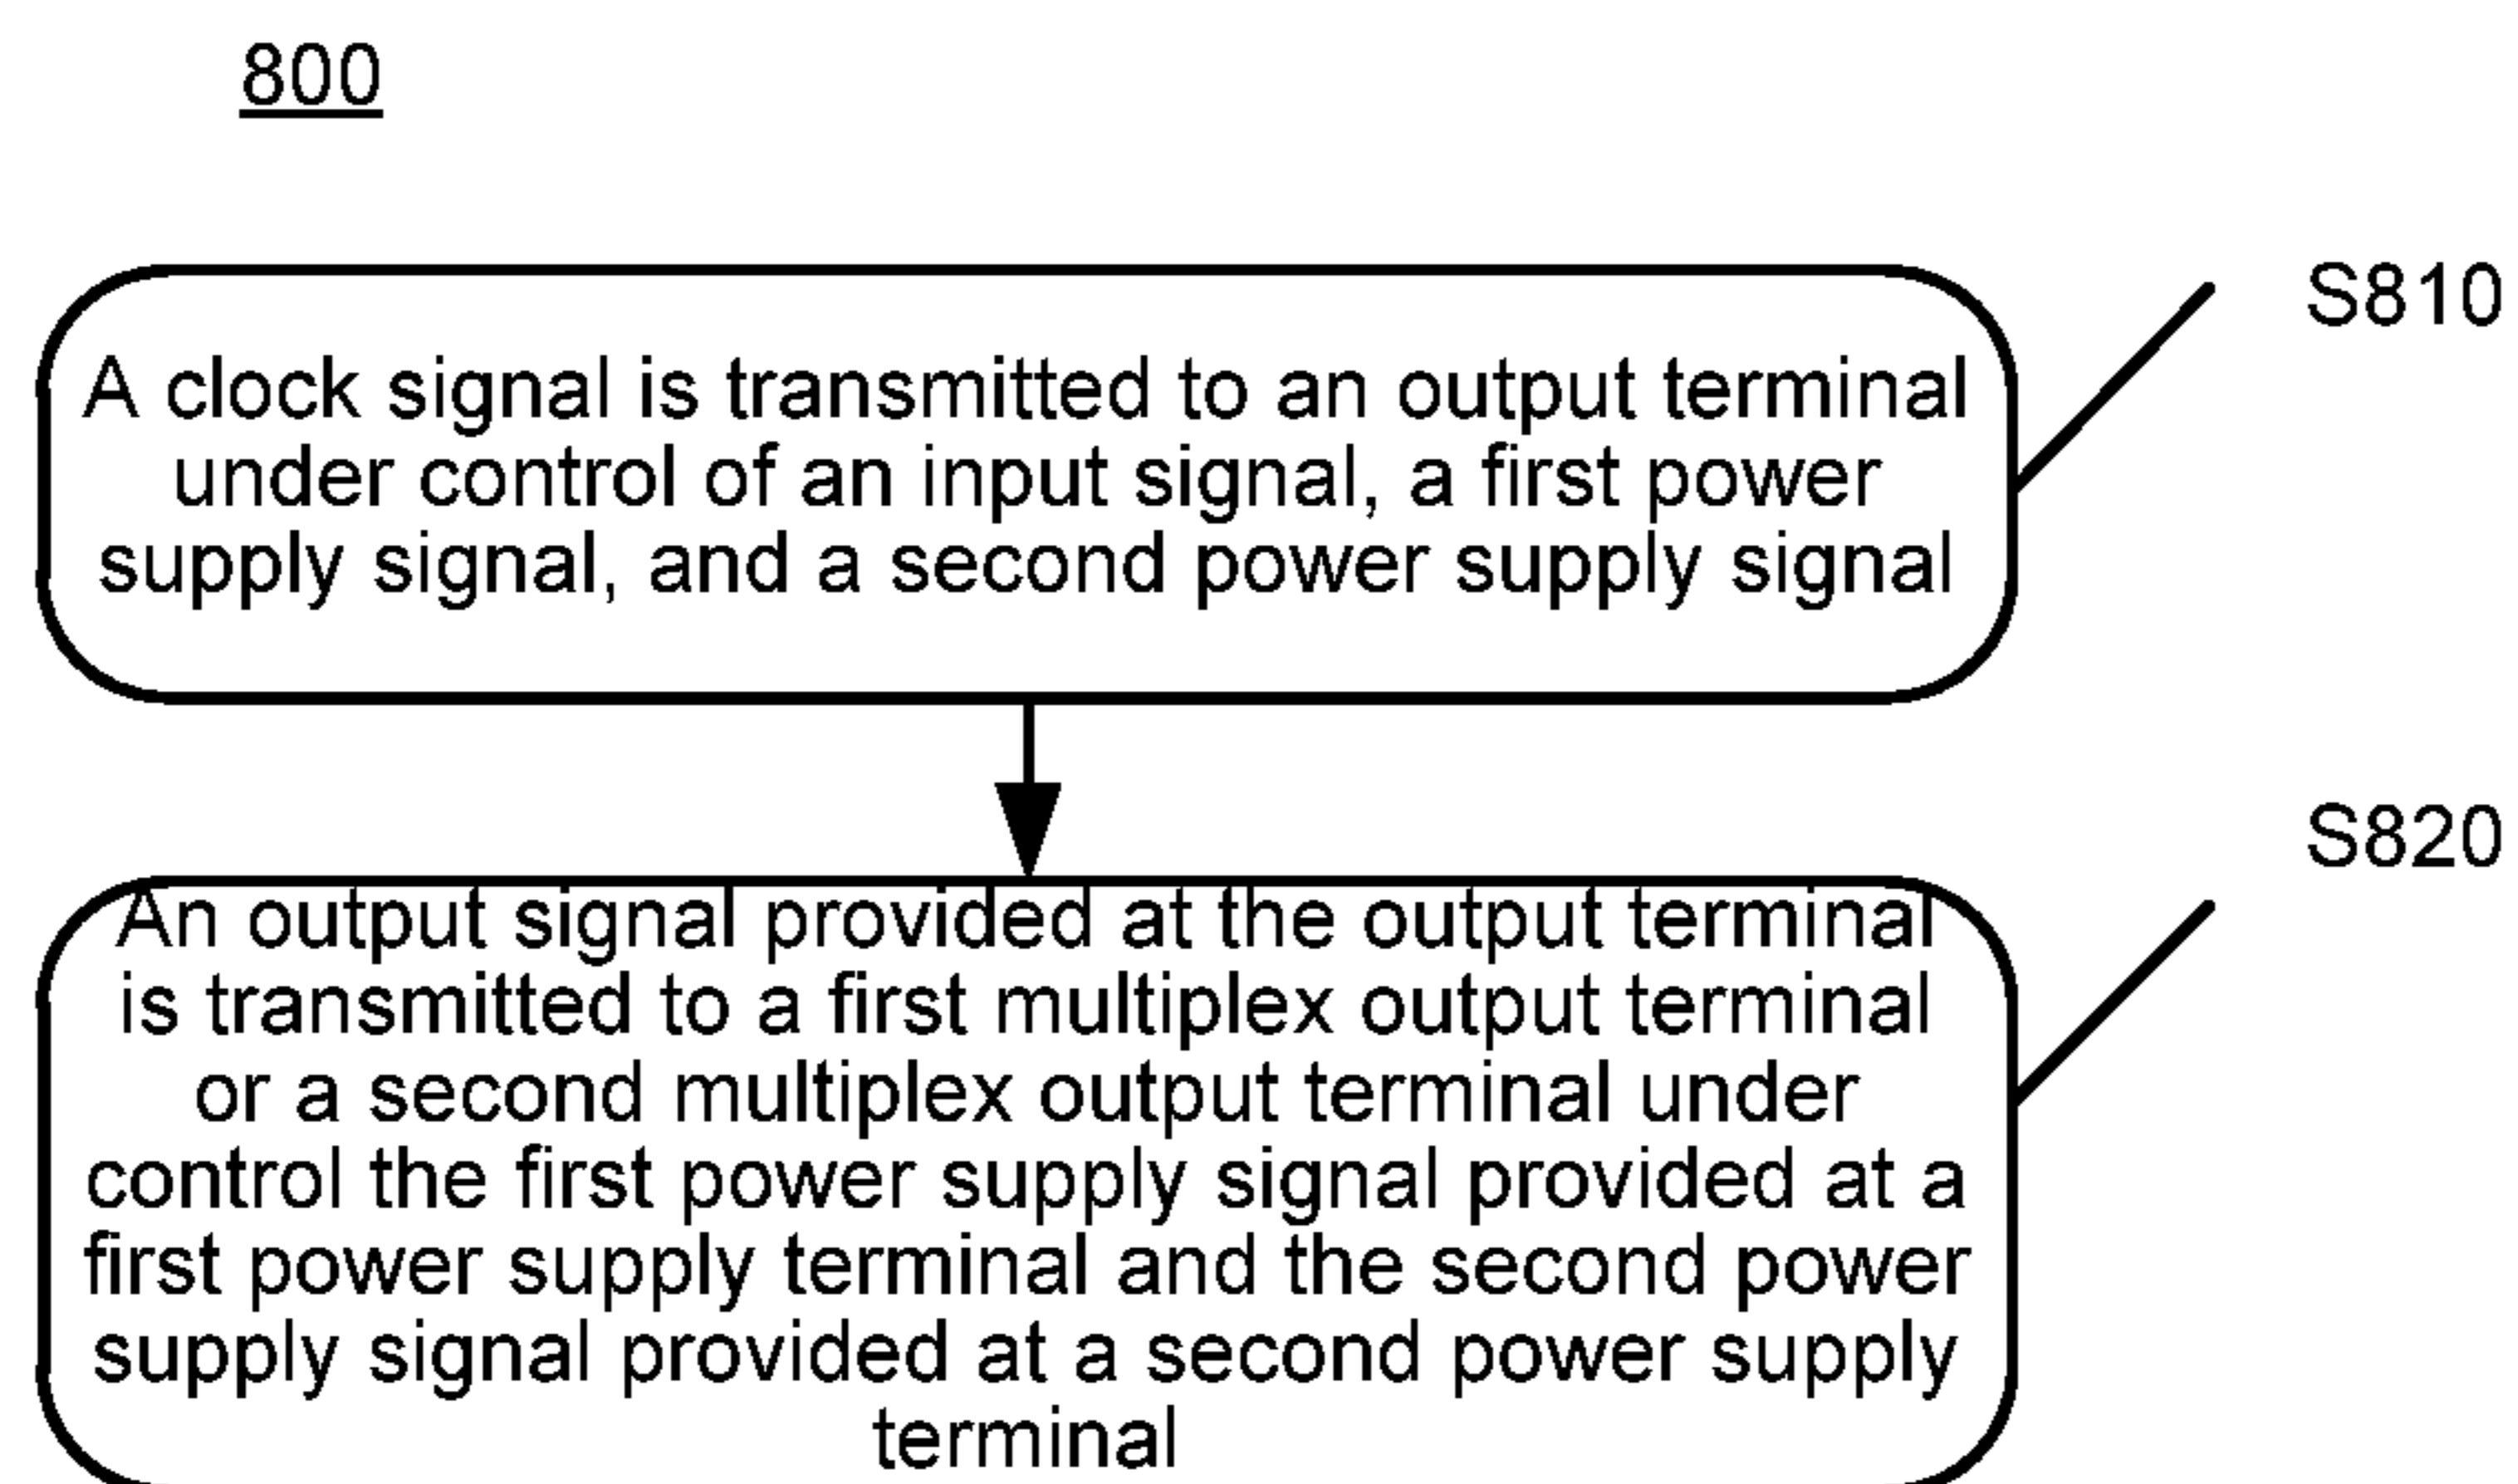 800
S810
A clock signal is transmitted to an output terminal
under control of an input signal, a first power
supply signal, and a second power supply signal
S820
An output signal provided at the output terminal
is transmitted to a first multiplex output terminal
or a second multiplex output terminal under
control the first power supply signal provided at a
first power supply terminal and the second power
supply signal provided at a second power supply
terminal